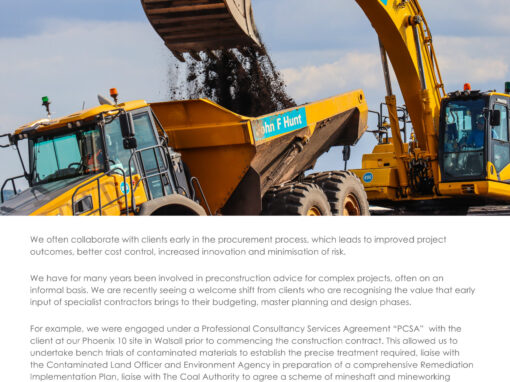 John F Hunt
We often collaborate with clients early in the procurement process, which leads to improved project
outcomes, better cost control, increased innovation and minimisation of risk.
We have for many years been involved in preconstruction advice for complex projects, often on an
informal basis. We are recently seeing a welcome shift from clients who are recognising the value that early
input of specialist contractors brings to their budgeting, master planning and design phases.
For example, we were engaged under a Professional Consultancy Services Agreement “PCSA”  with the
client at our Phoenix 10 site in Walsall prior to commencing the construction contract. This allowed us to
undertake bench trials of contaminated materials to establish the precise treatment required, liaise with
the Contaminated Land Officer and Environment Agency in preparation of a comprehensive Remediation
Implementation Plan, liaise with The Coal Authority to agree a scheme of mineshaft and mineworking